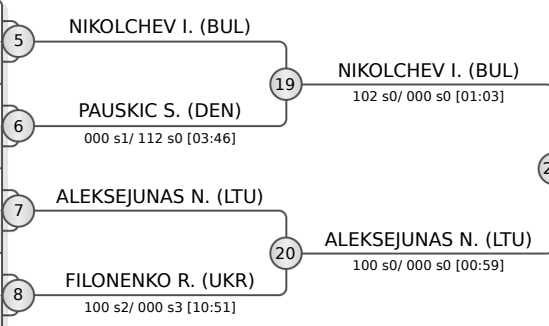 5
NIKOLCHEV I. (BUL)
19
NIKOLCHEV I. (BUL)
102 s0/ 000 s0 [01:03]
6
PAUSKIC S. (DEN)
000 s1/ 112 s0 [03:46]
7
ALEKSEJUNAS N. (LTU)
20
ALEKSEJUNAS N. (LTU)
100 s0/ 000 s0 [00:59]
8
FILONENKO R. (UKR)
100 s2/ 000 s3 [10:51]